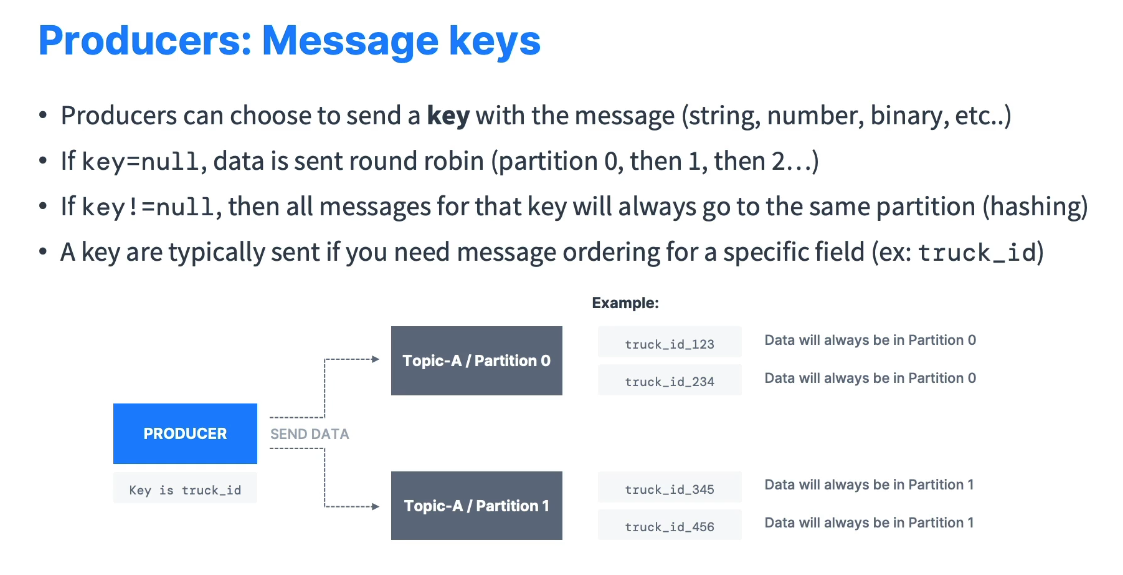 Producers: Message keys
• Producers can choose to send a key with the message (string, number, binary, etc..)
• If key=null, data is sent round robin (partition 0, then 1, then 2...)
• If key!=null, then all messages for that key will always go to the same partition (hashing)
• A key are typically sent if you need message ordering for a specific field (ex: truck_id)
Example:
Topic-A / Partition 0
truck_id_123 Data will always be in Partition 0
truck_id_234 Data will always be in Partition 0
PRODUCER
SEND DATA
Key is truck_id
Topic-A / Partition 1
truck_id_345 Data will always be in Partition 1
truck_id_456 Data will always be in Partition 1